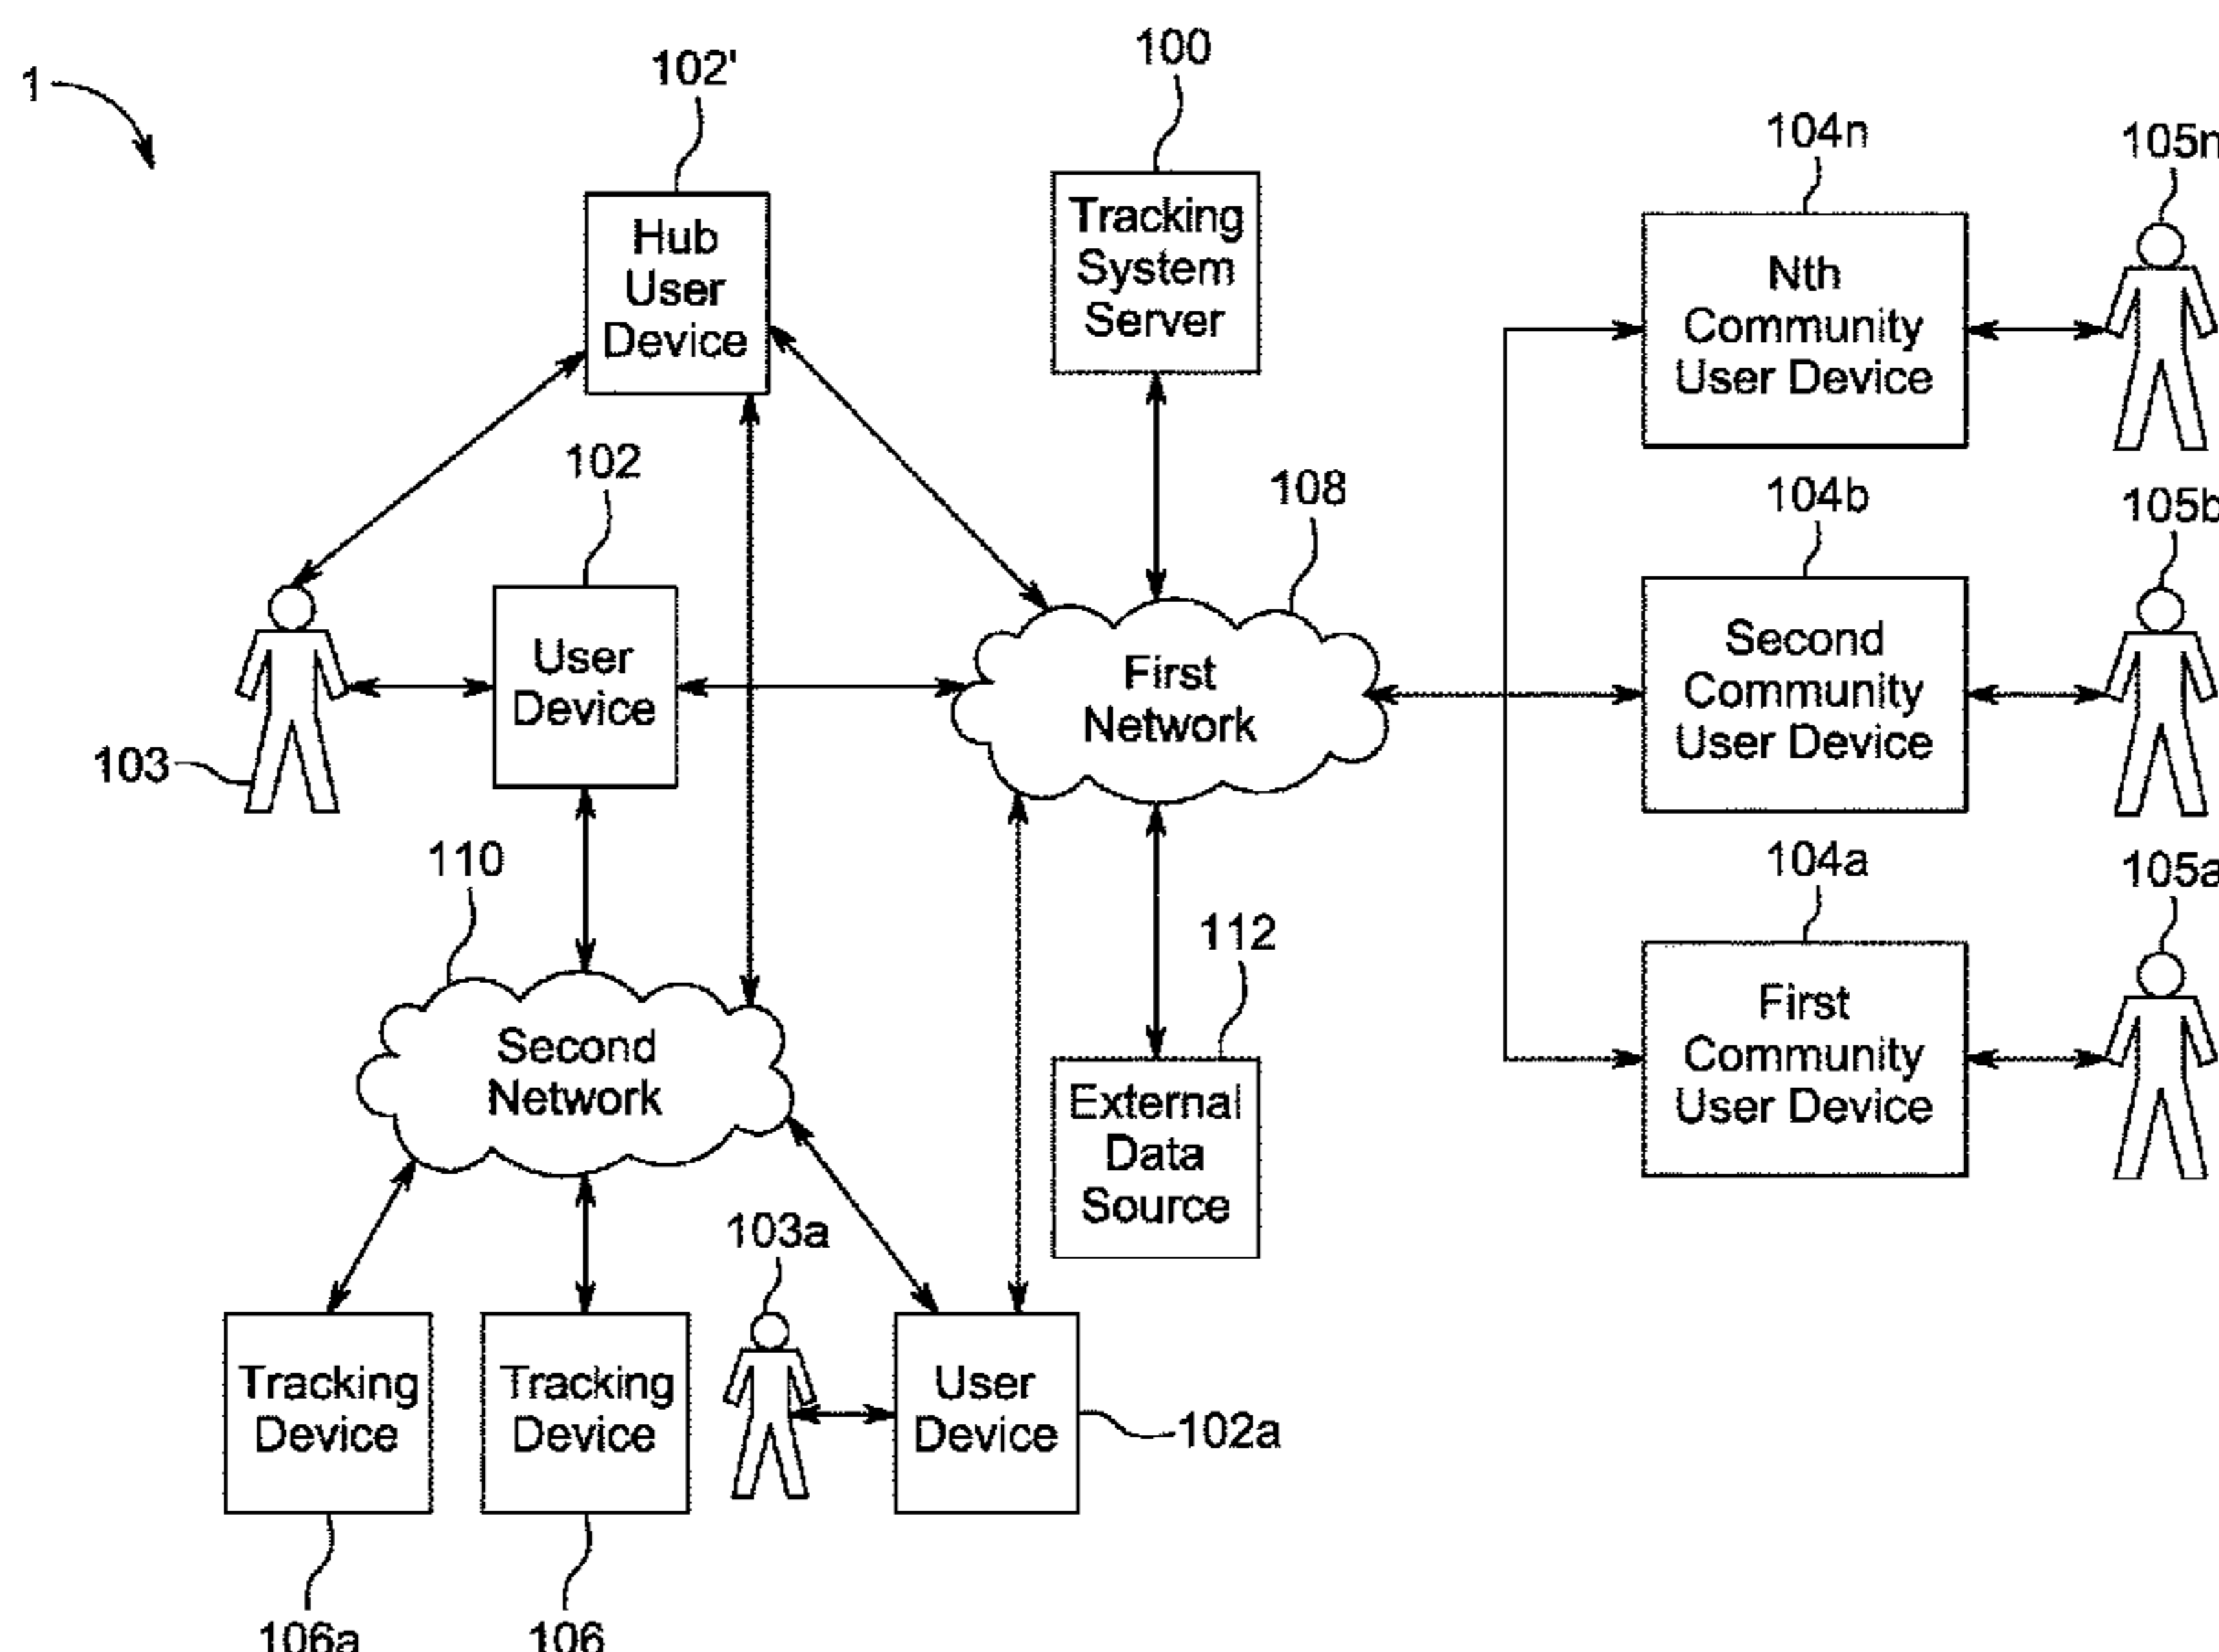 1
102'
100
104n
105n
Hub
User
Device
Tracking
System
Server
Nth
Community
User Device
102
108
104b
105b
User
Device
First
Network
Second
Community
User Device
103
110
112
104a
105a
Second
Network
External
Data
Source
First
Community
User Device
103a
Tracking
Device
Tracking
Device
User
Device
102a
106a
106